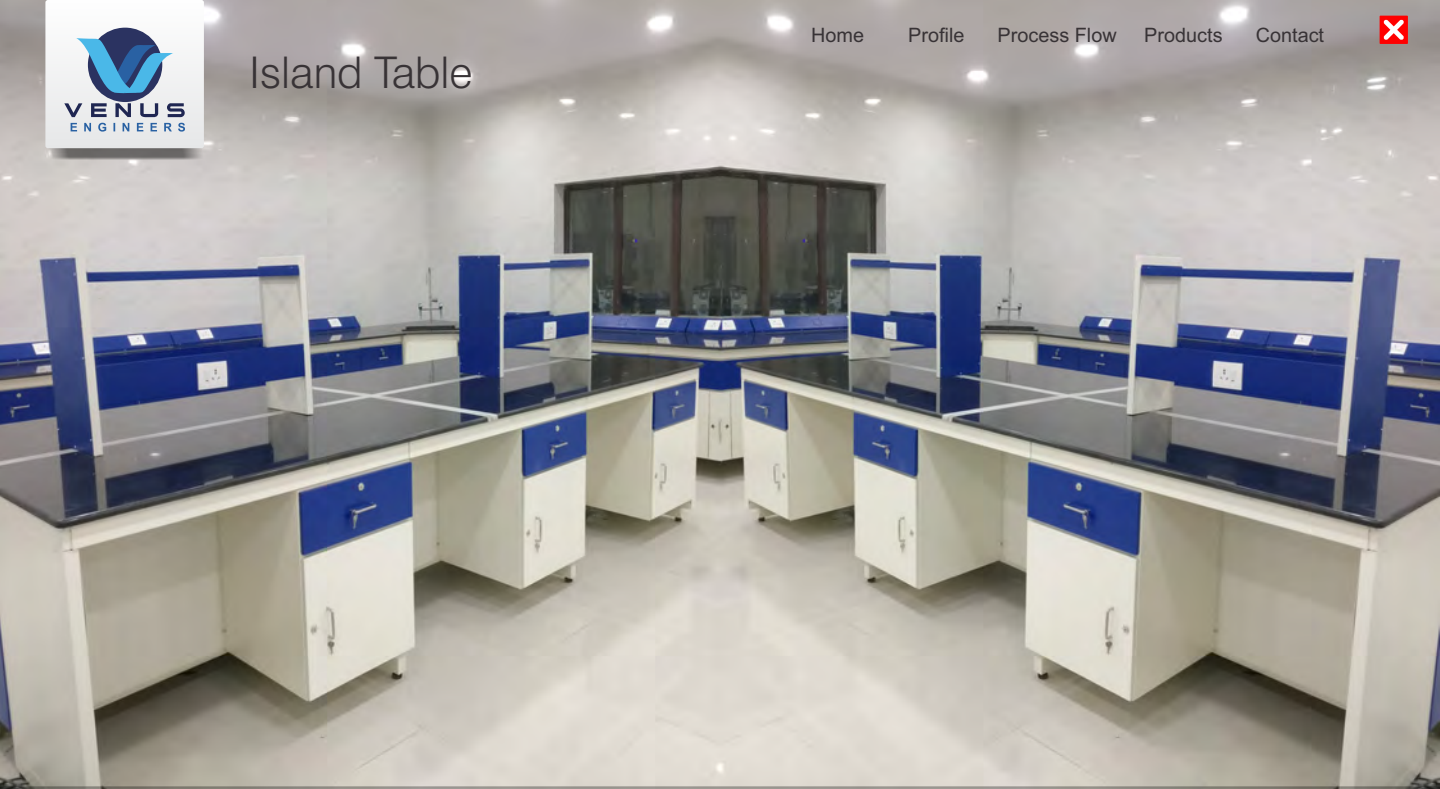 Home Profile Process Flow Products Contact
Island Table
VENUS
ENGINEERS